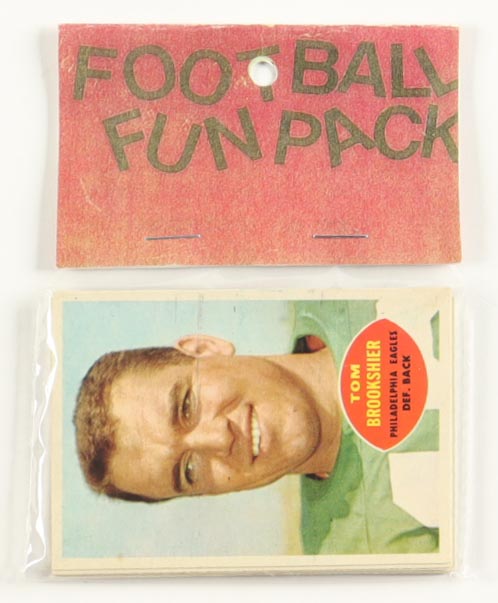 FOOTBALL
FUN PACK
TOM
BROOKSHIER
PHILADELPHIA EAGLES
DEF. BACK